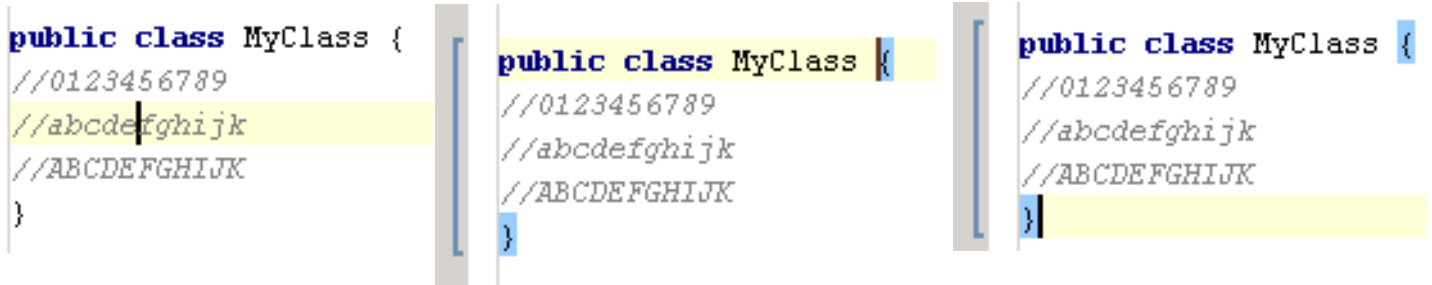 public class MyClass {
//0123456789
//abcdefghijk
//ABCDEFGHIJK
}
public class MyClass {
//0123456789
//abcdefghijk
//ABCDEFGHIJK
}
public class MyClass {
//0123456789
//abcdefghijk
//ABCDEFGHIJK
}